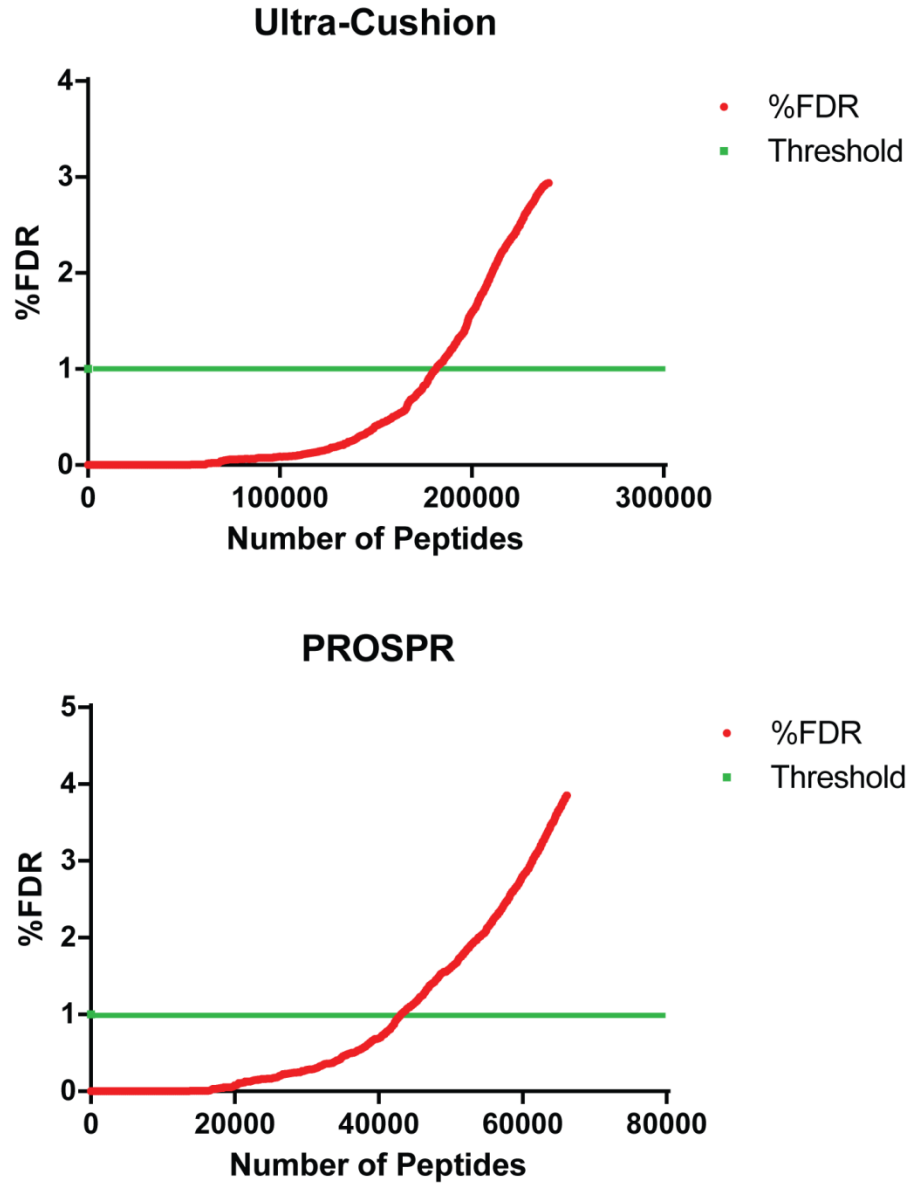 Ultra-Cushion
4
3
2
1
0
%FDR
0 100000 200000 300000
Number of Peptides
%FDR
Threshold
PROSPR
5
4
3
2
1
0
%FDR
0 20000 40000 60000 80000
Number of Peptides
%FDR
Threshold